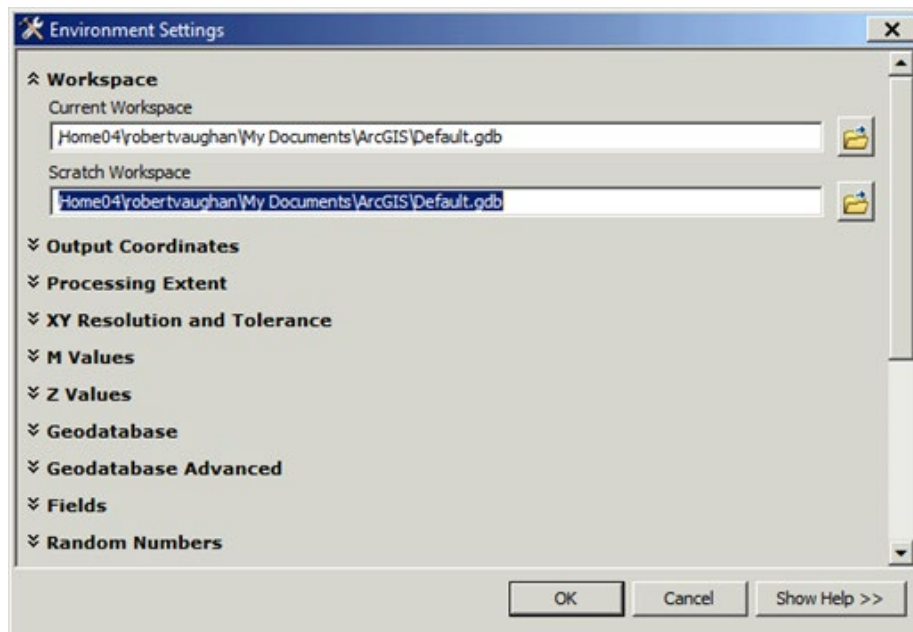 Environment Settings
Workspace
Current Workspace
Home04\robertvaughan\My Documents\ArcGIS\Default.gdb
Scratch Workspace
Home04\robertvaughan\My Documents\ArcGIS\Default.gdb
Output Coordinates
Processing Extent
XY Resolution and Tolerance
M Values
Z Values
Geodatabase
Geodatabase Advanced
Fields
Random Numbers
OK Cancel Show Help >>